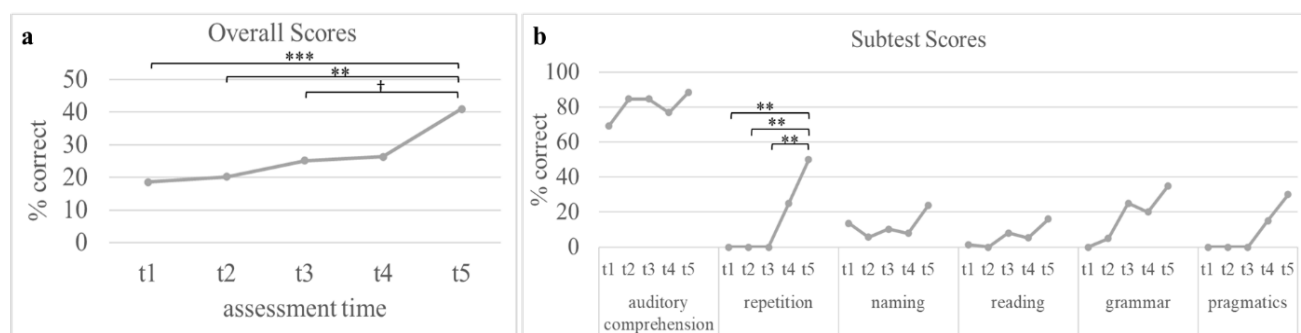 a
Overall Scores
***
**
†
50
40
30
20
10
0
% correct
t1 t2 t3 t4 t5
assessment time
b
Subtest Scores
100
80
60
40
20
0
% correct
**
**
**
t1 t2 t3 t4 t5 t1 t2 t3 t4 t5 t1 t2 t3 t4 t5 t1 t2 t3 t4 t5 t1 t2 t3 t4 t5 t1 t2 t3 t4 t5
auditory comprehension
repetition
naming
reading
grammar
pragmatics